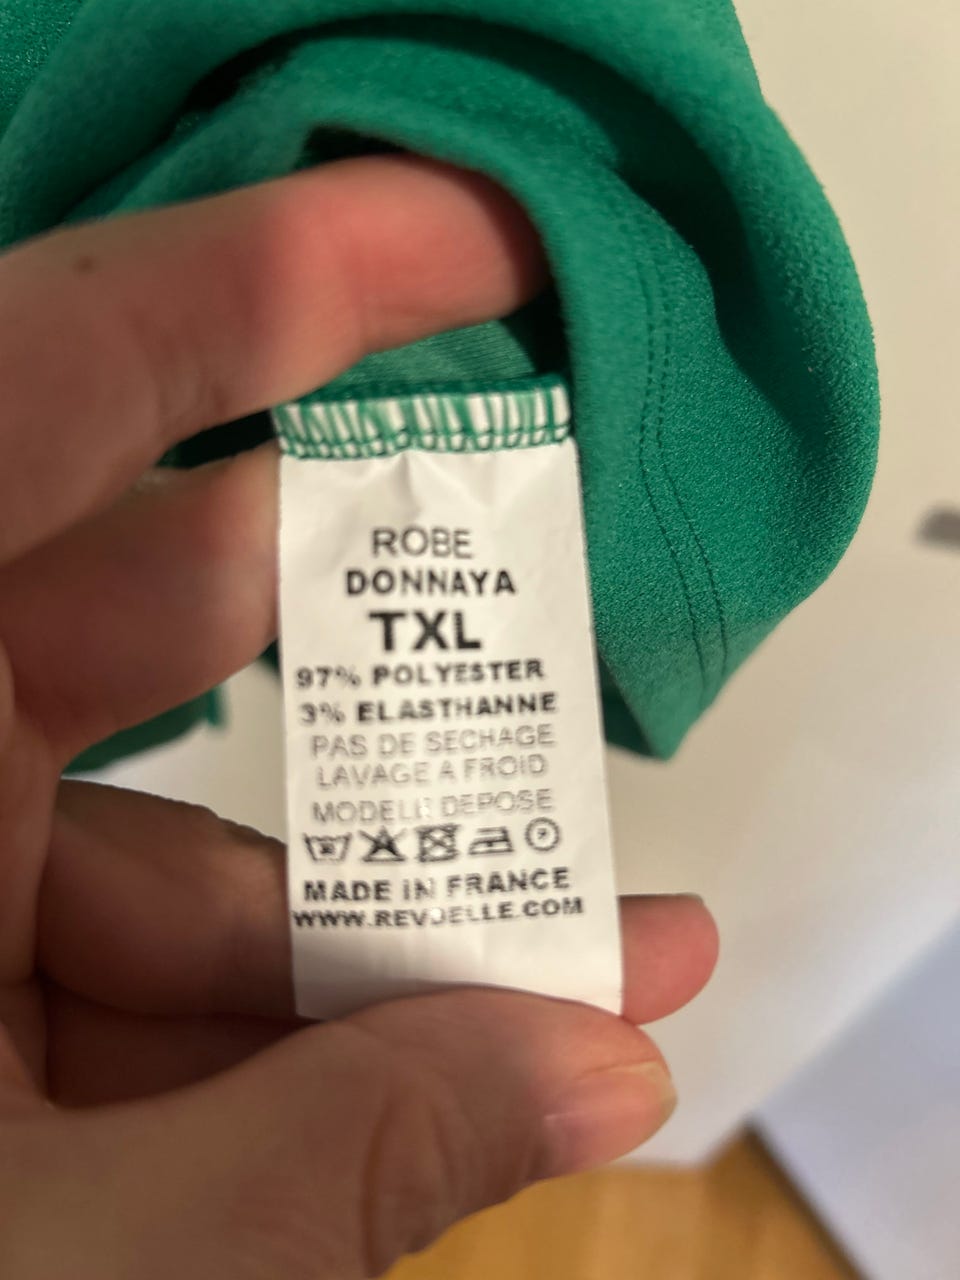 ROBE
DONNAYA
TXL
97% POLYESTER
3% ELASTHANNE
PAS DE SECHAGE
LAVAGE A FROID
MODELE DEPOSE
P
MADE IN FRANCE
WWW.REVDELLE.COM